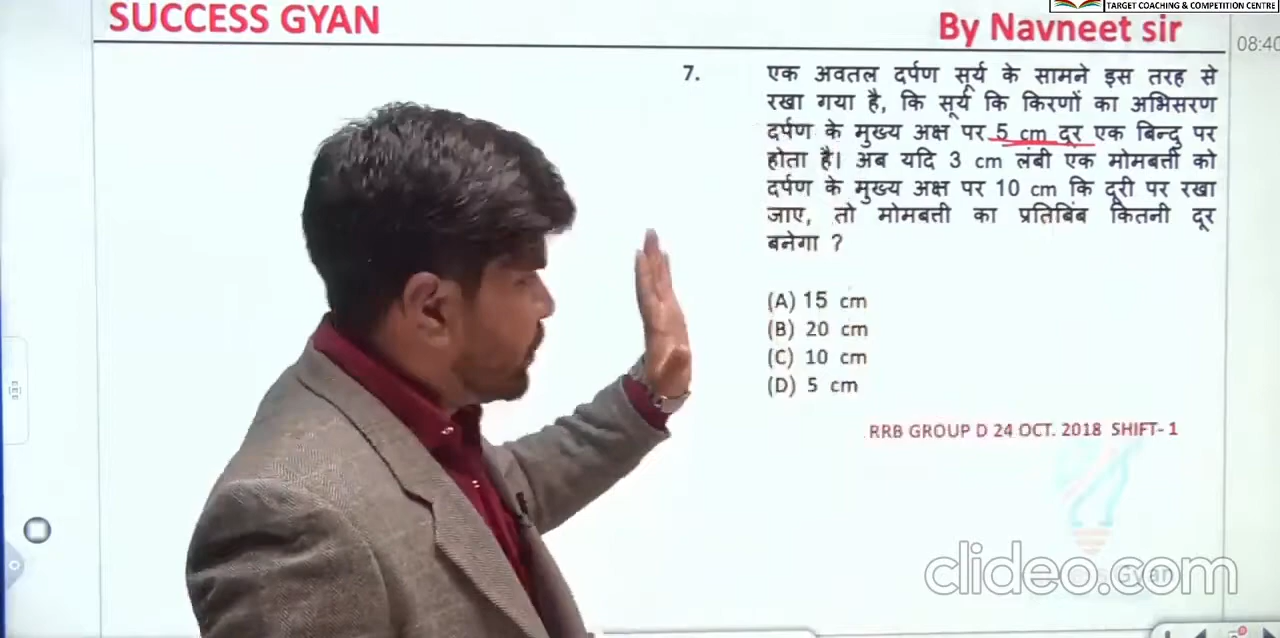 TARGET COACHING & COMPETITION CENTRE
SUCCESS GYAN
By Navneet sir
08:40
7. एक अवतल दर्पण सूर्य के सामने इस तरह से
रखा गया है, कि सूर्य कि किरणों का अभिसरण
दर्पण के मुख्य अक्ष पर 5 cm दूर एक बिन्दु पर
होता है। अब यदि 3 cm लंबी एक मोमबत्ती को
दर्पण के मुख्य अक्ष पर 10 cm कि दूरी पर रखा
जाए, तो मोमबत्ती का प्रतिबिंब कितनी दूर
बनेगा ?
(A) 15 cm
(B) 20 cm
(C) 10 cm
(D) 5 cm
RRB GROUP D 24 OCT. 2018 SHIFT- 1
clideo.com